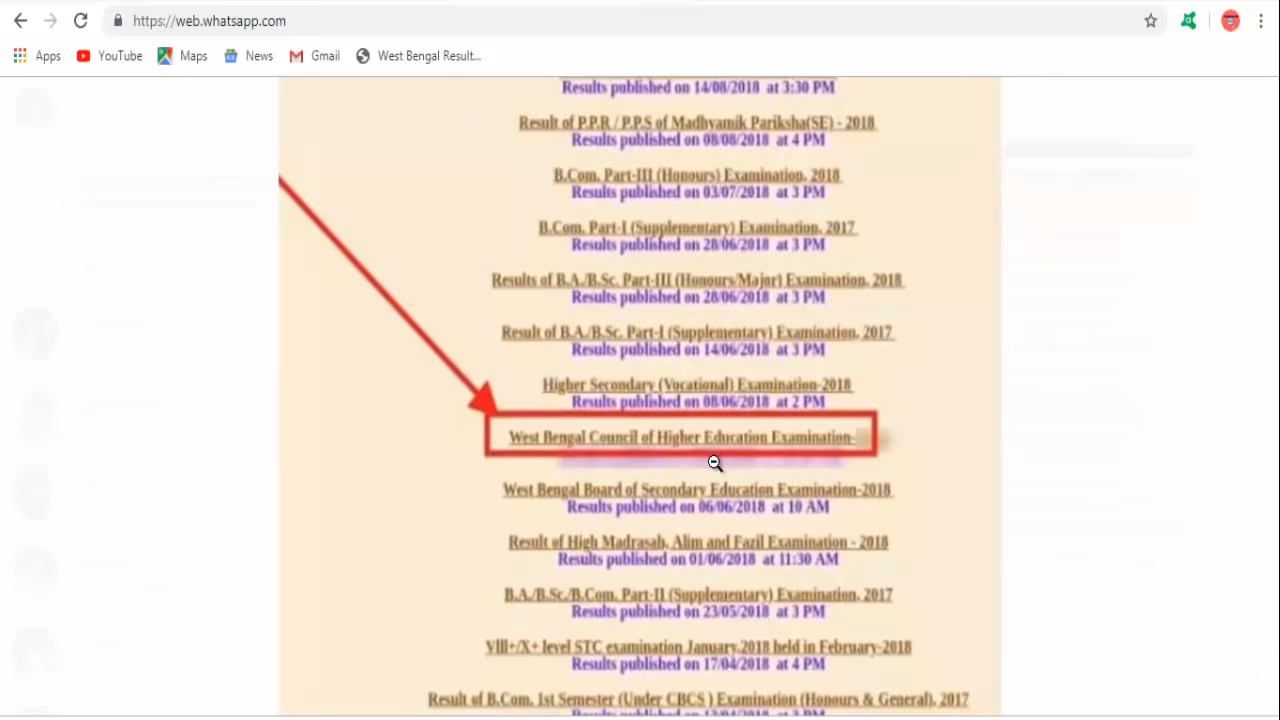 https://web.whatsapp.com
Apps YouTube Maps News Gmail West Bengal Result...
Results published on 14/08/2018 at 3:30 PM
Result of P.P.R / P.P.S of Madhyamik Pariksha(SE) - 2018
Results published on 08/08/2018 at 4 PM
B.Com. Part-III (Honours) Examination, 2018
Results published on 03/07/2018 at 3 PM
B.Com. Part-I (Supplementary) Examination, 2017
Results published on 28/06/2018 at 3 PM
Results of B.A./B.Sc. Part-III (Honours/Major) Examination, 2018
Results published on 28/06/2018 at 3 PM
Result of B.A./B.Sc. Part-I (Supplementary) Examination, 2017
Results published on 14/06/2018 at 3 PM
Higher Secondary (Vocational) Examination-2018
Results published on 08/06/2018 at 2 PM
West Bengal Council of Higher Education Examination-
West Bengal Board of Secondary Education Examination-2018
Results published on 06/06/2018 at 10 AM
Result of High Madrasah, Alim and Fazil Examination - 2018
Results published on 01/06/2018 at 11:30 AM
B.A./B.Sc/B.Com. Part-II (Supplementary) Examination, 2017
Results published on 23/05/2018 at 3 PM
VIII+/X+ level STC examination January,2018 held in February-2018
Results published on 17/04/2018 at 4 PM
Result of B.Com. 1st Semester (Under CBCS ) Examination (Honours & General), 2017